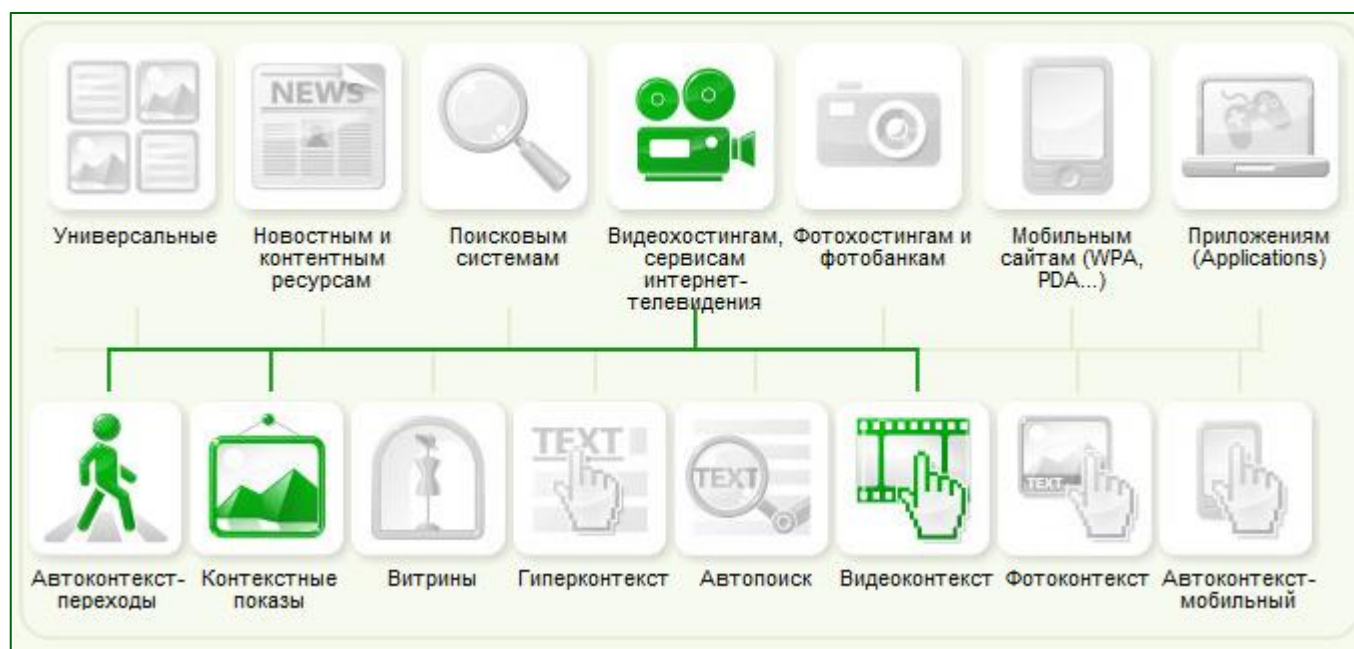 NEWS
Универсальные
Новостным и
контентным
ресурсам
Поисковым
системам
Видеохостингам,
сервисам
интернет-
телевидения
Фотохостингам и
фотобанкам
Мобильным
сайтам (WPA,
PDA...)
Приложениям
(Applications)
TEXT
TEXT
TEXT
Автоконтекст-
переходы
Контекстные
показы
Витрины
Гиперконтекст
Автопоиск
Видеоконтекст
Фотоконтекст
Автоконтекст-
мобильный